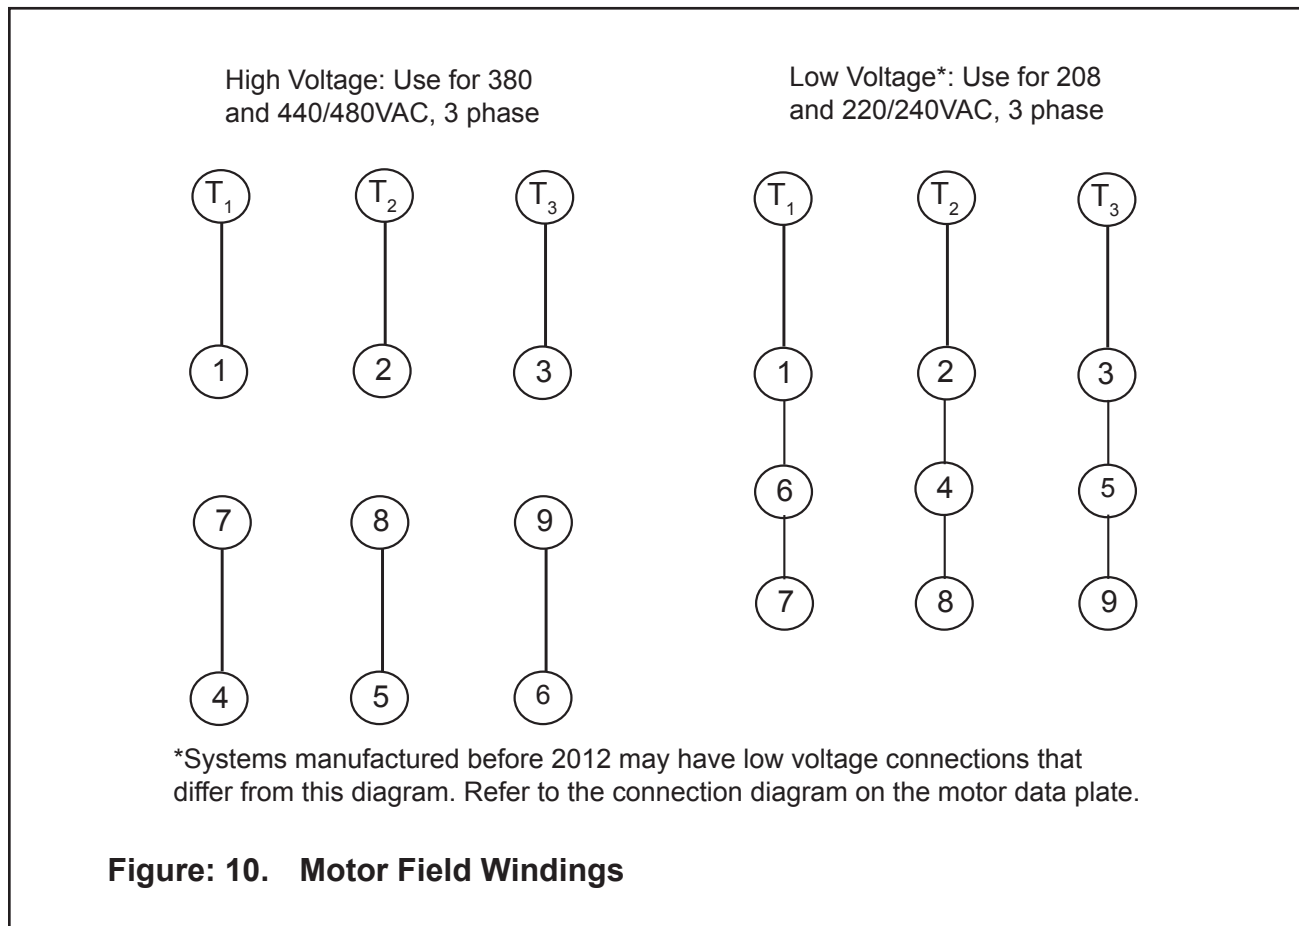 High Voltage: Use for 380
and 440/480VAC, 3 phase
T1 T2 T3
1 2 3
7 8 9
4 5 6
Low Voltage*: Use for 208
and 220/240VAC, 3 phase
T1 T2 T3
1 2 3
6 4 5
7 8 9
*Systems manufactured before 2012 may have low voltage connections that
differ from this diagram. Refer to the connection diagram on the motor data plate.
Figure: 10. Motor Field Windings